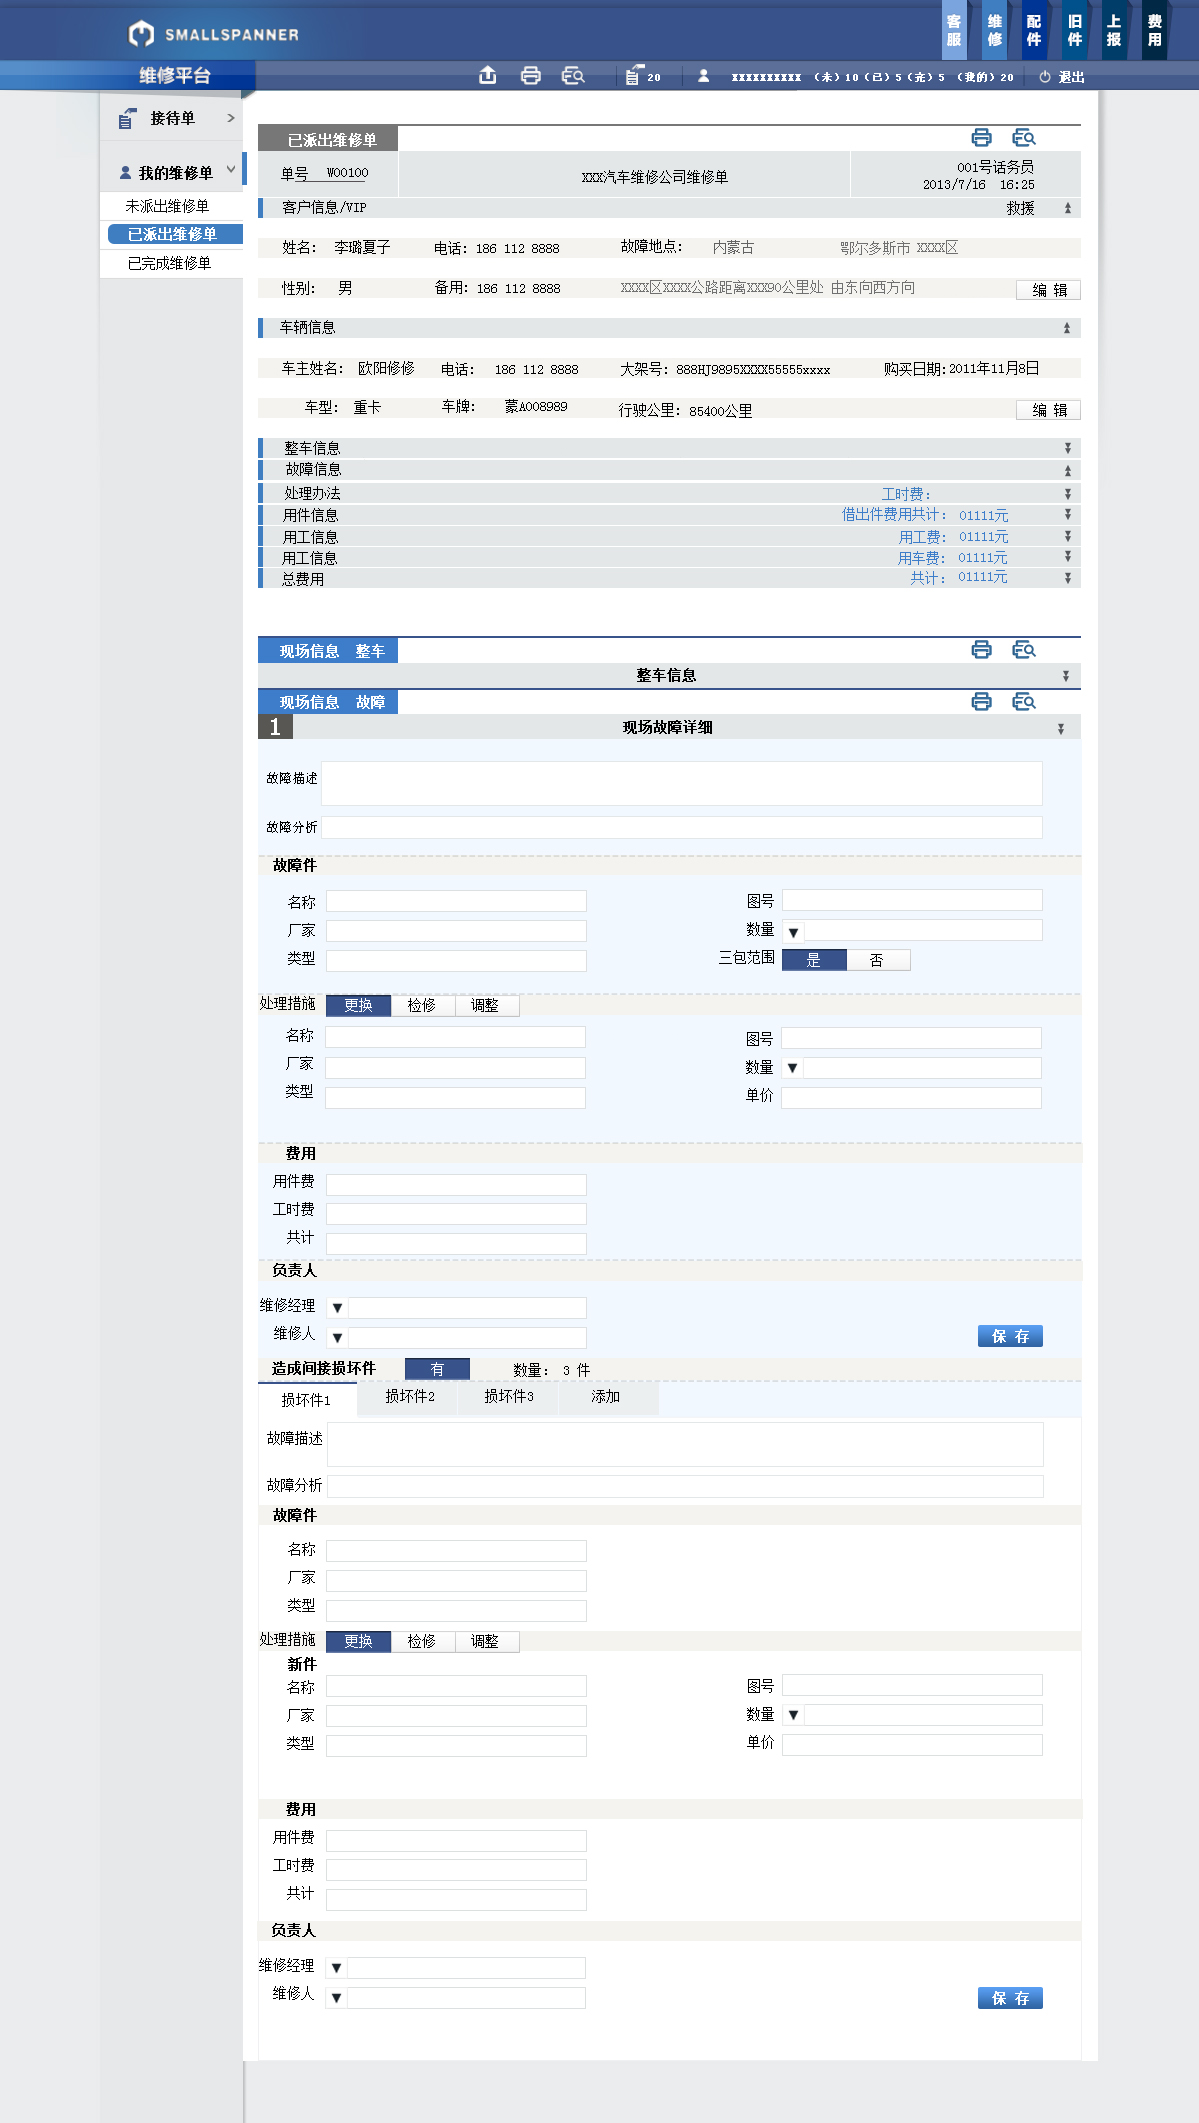 SMALLSPANNER
客服 维修 配件 旧件 上报 费用
维修平台
20 XXXXXXXXXX (未)10(已)5(完)5 (我的)20 退出
接待单
我的维修单
未派出维修单
已派出维修单
已完成维修单
已派出维修单
单号 W00100 XXX汽车维修公司维修单 001号话务员
2013/7/16 16:25
客户信息/VIP 救援
姓名: 李璐夏子 电话: 186 112 8888 故障地点: 内蒙古 鄂尔多斯市 XXXX区
性别: 男 备用: 186 112 8888 XXXX区XXXX公路距离XXX90公里处 由东向西方向
编 辑
车辆信息
车主姓名: 欧阳修修 电话: 186 112 8888 大架号: 888HJ9895XXXX55555xxxx 购买日期:2011年11月8日
车型: 重卡 车牌: 蒙A008989 行驶公里: 85400公里 编 辑
整车信息
故障信息
处理办法 工时费:
用件信息 借出件费用共计: 01111元
用工信息 用工费: 01111元
用工信息 用车费: 01111元
总费用 共计: 01111元
现场信息 整车
整车信息
现场信息 故障
1 现场故障详细
故障描述
故障分析
故障件
名称 图号
厂家 数量 ▼
类型 三包范围 是 否
处理措施 更换 检修 调整
名称 图号
厂家 数量 ▼
类型 单价
费用
用件费
工时费
共计
负责人
维修经理 ▼
维修人 ▼ 保 存
造成间接损坏件 有 数量: 3 件
损坏件1 损坏件2 损坏件3 添加
故障描述
故障分析
故障件
名称
厂家
类型
处理措施 更换 检修 调整
新件
名称 图号
厂家 数量 ▼
类型 单价
费用
用件费
工时费
共计
负责人
维修经理 ▼
维修人 ▼ 保 存